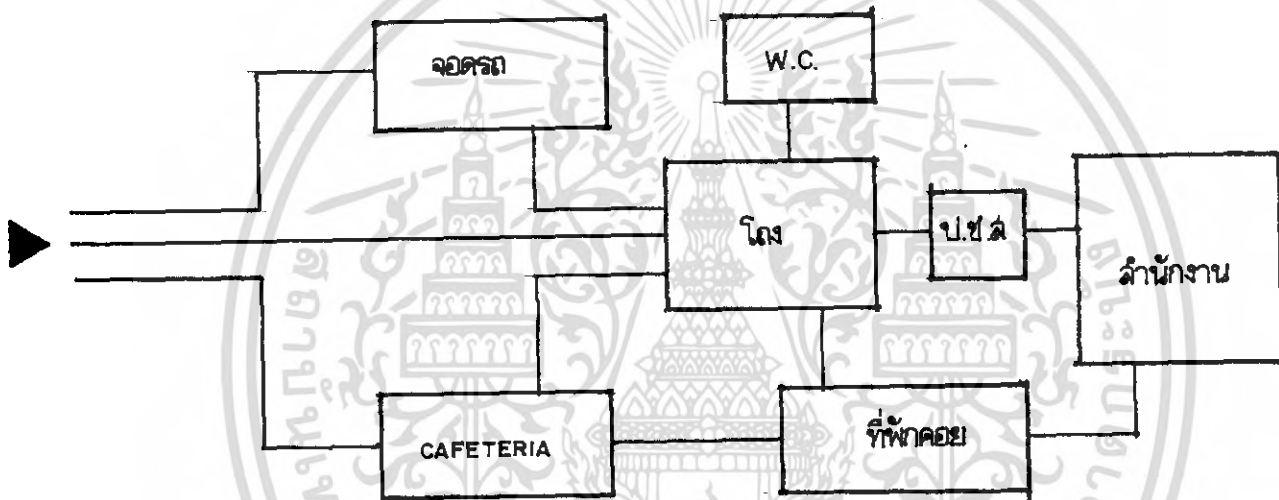 จอดรถ
W.C.
โถง
ป.ช.ส
สำนักงาน
CAFETERIA
ที่พักคอย